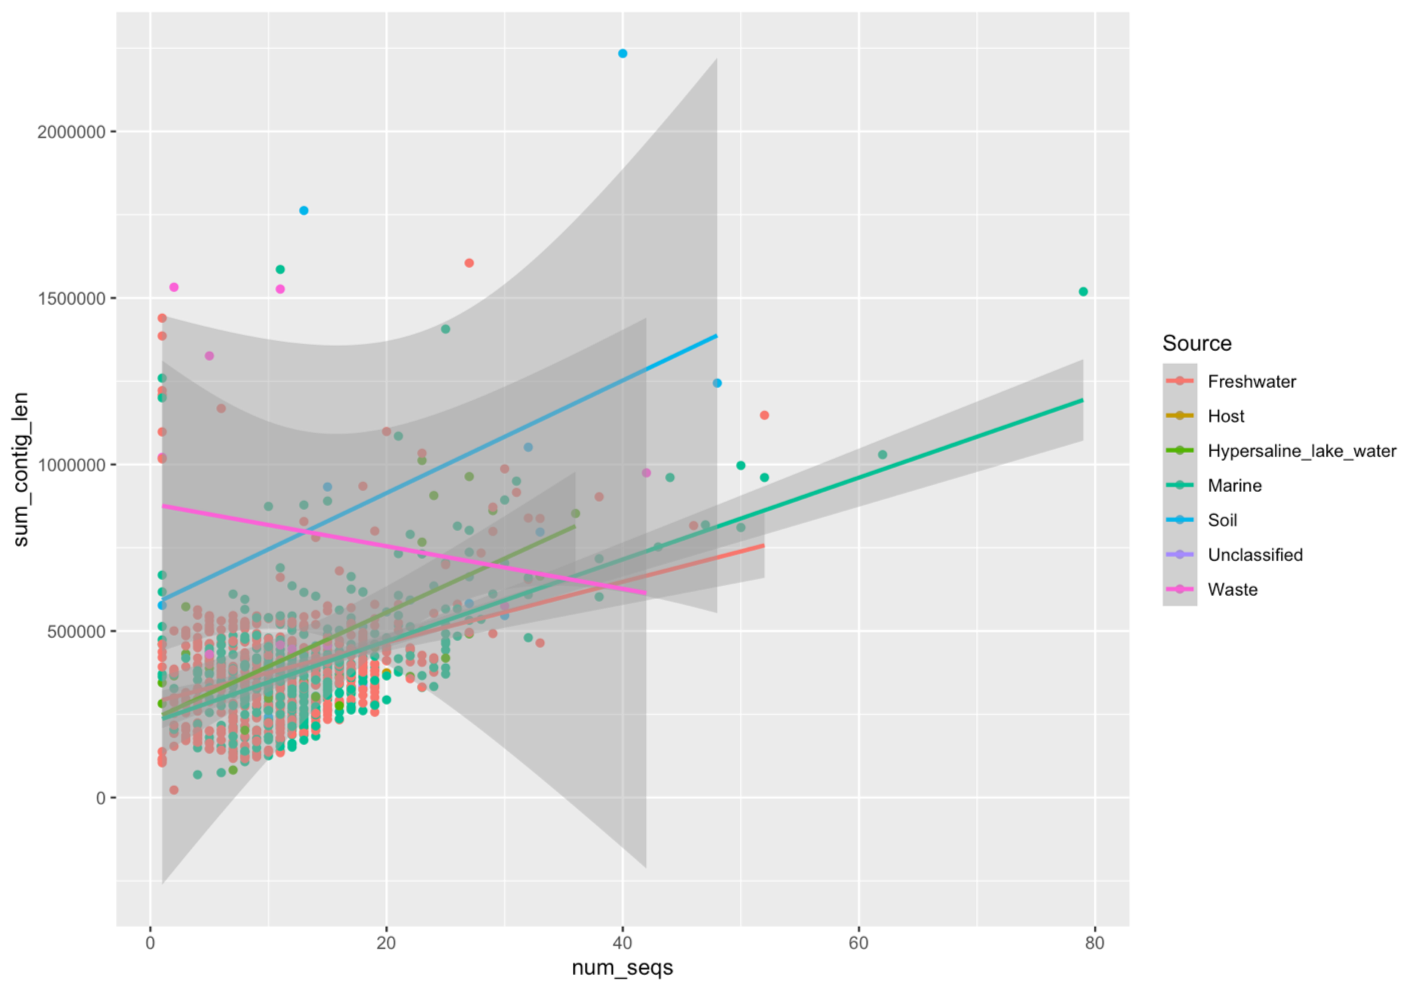 sum_contig_len
2000000
1500000
1000000
500000
0
0 20 40 60 80
num_seqs
Source
Freshwater
Host
Hypersaline_lake_water
Marine
Soil
Unclassified
Waste